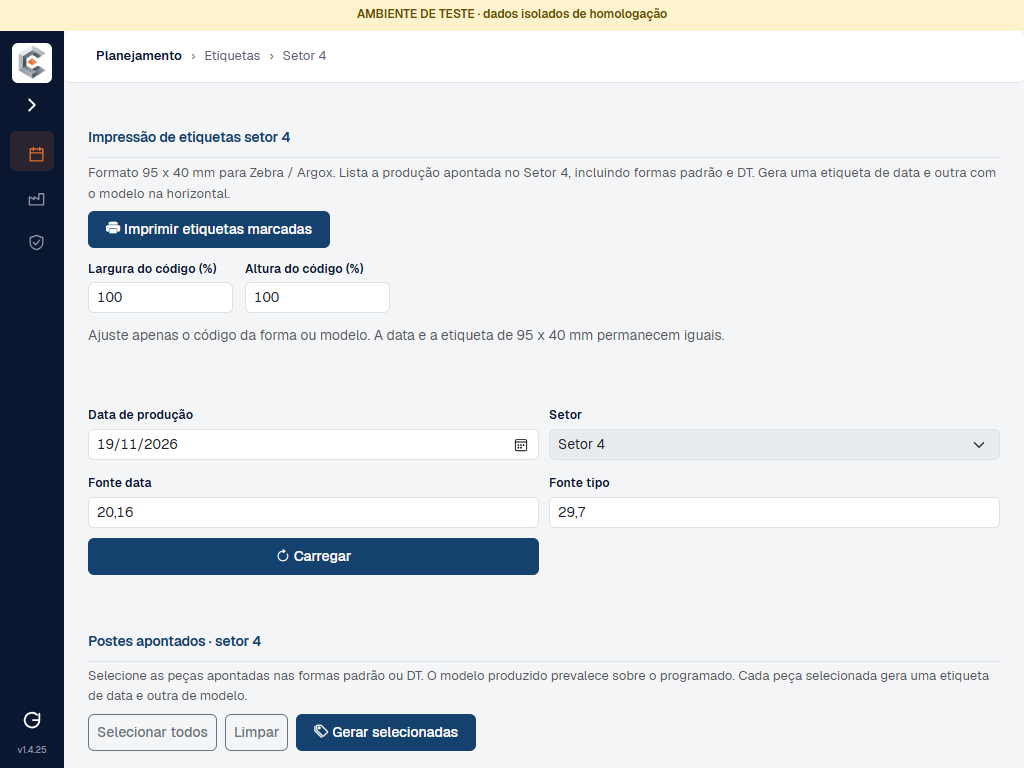 AMBIENTE DE TESTE · dados isolados de homologação
Planejamento › Etiquetas › Setor 4
Impressão de etiquetas setor 4
Formato 95 x 40 mm para Zebra / Argox. Lista a produção apontada no Setor 4, incluindo formas padrão e DT. Gera uma etiqueta de data e outra com
o modelo na horizontal.
Imprimir etiquetas marcadas
Largura do código (%) Altura do código (%)
100 100
Ajuste apenas o código da forma ou modelo. A data e a etiqueta de 95 x 40 mm permanecem iguais.
Data de produção Setor
19/11/2026 Setor 4
Fonte data Fonte tipo
20,16 29,7
Carregar
Postes apontados · setor 4
Selecione as peças apontadas nas formas padrão ou DT. O modelo produzido prevalece sobre o programado. Cada peça selecionada gera uma etiqueta
de data e outra de modelo.
Selecionar todos Limpar Gerar selecionadas
v1.4.25